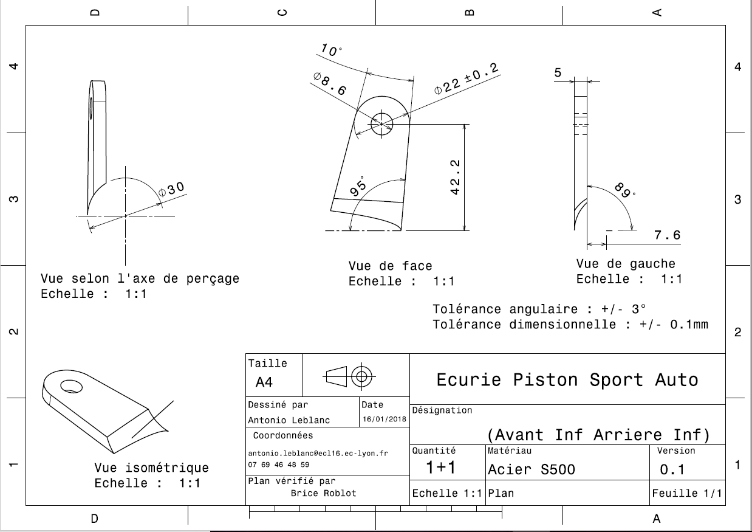 D C B A
4 4
10°
⌀8.6
⌀22 ±0.2
5
⌀30
95°
42.2
89°
7.6
3 3
Vue selon l'axe de perçage
Echelle : 1:1
Vue de face
Echelle : 1:1
Vue de gauche
Echelle : 1:1
Tolérance angulaire : +/- 3°
Tolérance dimensionnelle : +/- 0.1mm
2 2
Taille
A4
Ecurie Piston Sport Auto
Dessiné par
Antonio Leblanc
Date
16/01/2018
Désignation
(Avant Inf Arriere Inf)
Coordonnées
antonio.leblanc@ecl16.ec-lyon.fr
07 69 46 48 59
Quantité
1+1
Matériau
Acier S500
Version
0.1
Vue isométrique
Echelle : 1:1
1 1
Plan vérifié par
Brice Roblot
Echelle 1:1
Plan
Feuille 1/1
D A